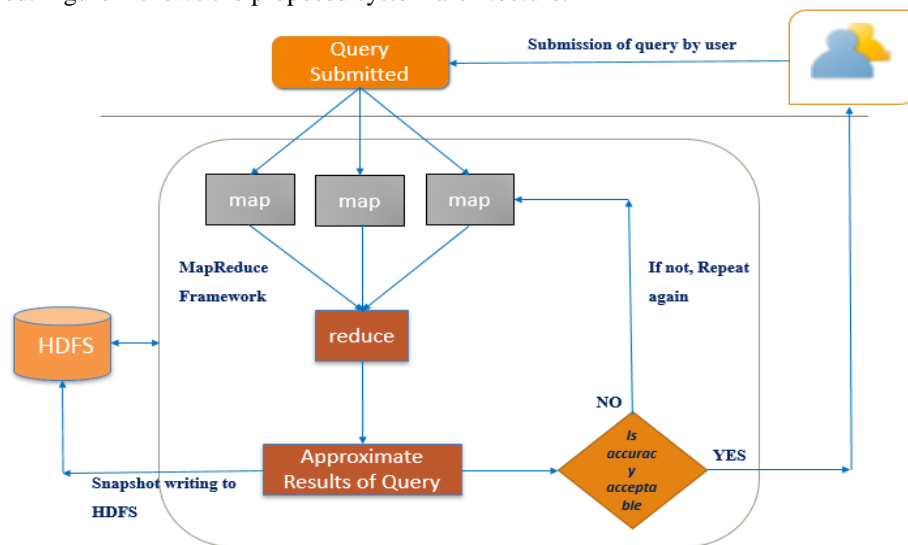 Submission of query by user
Query
Submitted
map
map
map
MapReduce
Framework
If not, Repeat
again
HDFS
reduce
NO
Is
accurac
y
accepta
ble
YES
Approximate
Results of Query
Snapshot writing to
HDFS